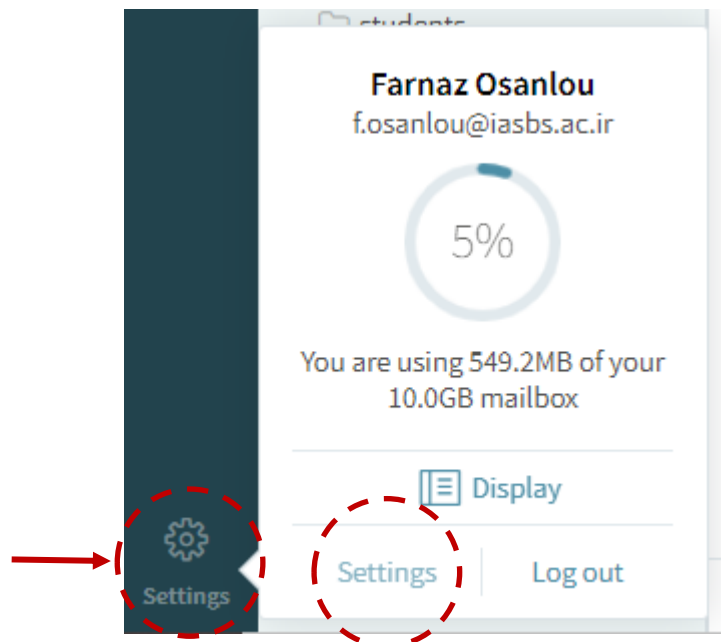 students
Farnaz Osanlou
f.osanlou@iasbs.ac.ir
5%
You are using 549.2MB of your
10.0GB mailbox
Display
Settings
Settings
Log out